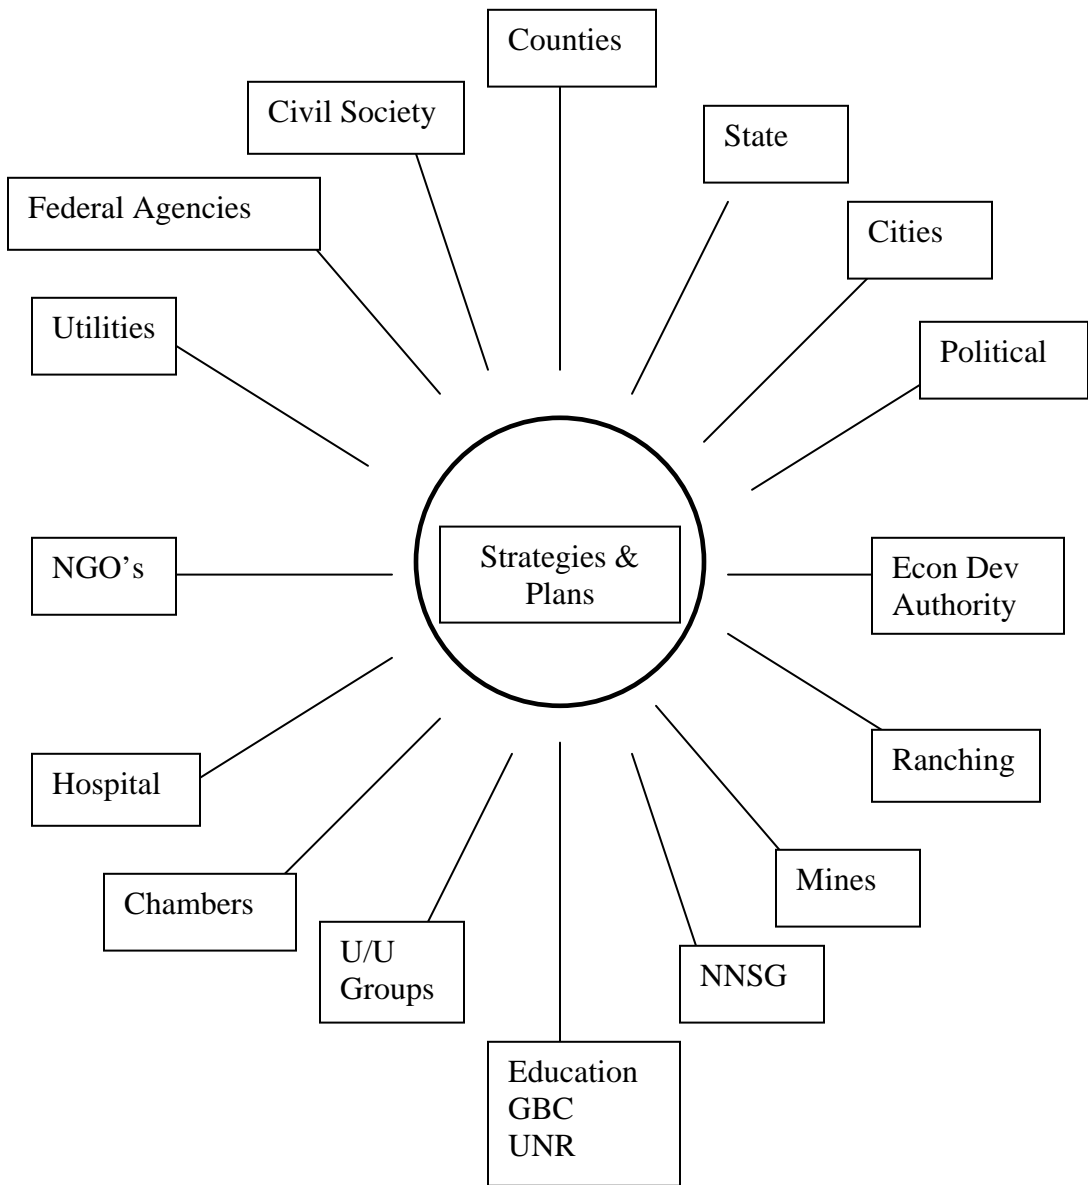 Counties
Civil Society
State
Federal Agencies
Cities
Utilities
Political
Strategies &
Plans
NGO’s
Econ Dev
Authority
Hospital
Ranching
Chambers
Mines
U/U
Groups
NNSG
Education
GBC
UNR